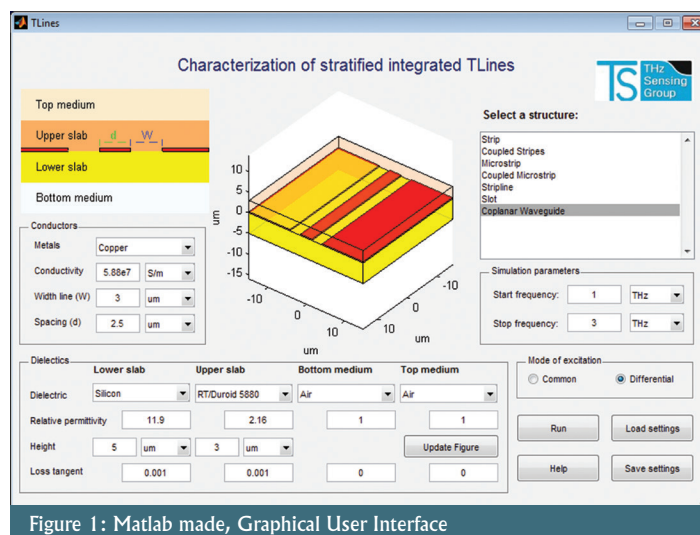 TLines
Characterization of stratified integrated TLines
TS THz Sensing Group
Top medium
Upper slab d W
Lower slab
Bottom medium
10
5
0
-5
-10
-15
um
-10
0
10
um
10
0
-10
um
Select a structure:
Strip
Coupled Stripes
Microstrip
Coupled Microstrip
Stripline
Slot
Coplanar Waveguide
Conductors
Metals Copper
Conductivity 5.88e7 S/m
Width line (W) 3 um
Spacing (d) 2.5 um
Simulation parameters
Start frequency: 1 THz
Stop frequency: 3 THz
Dielectics
Lower slab Upper slab Bottom medium Top medium
Dielectric Silicon RT/Duroid 5880 Air Air
Relative permittivity 11.9 2.16 1 1
Height 5 um 3 um Update Figure
Loss tangent 0.001 0.001 0 0
Mode of excitation
Common Differential
Run Load settings
Help Save settings
Figure 1: Matlab made, Graphical User Interface